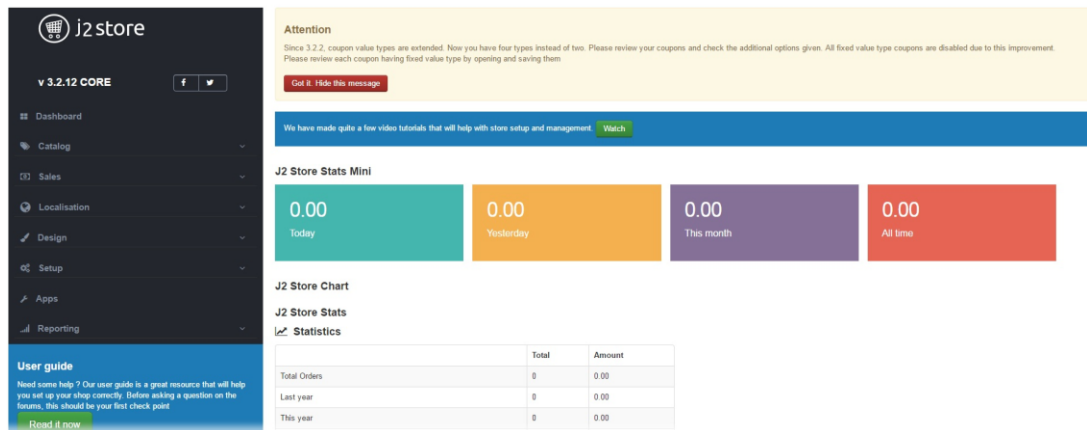 j2store
v 3.2.12 CORE
Dashboard
Catalog
Sales
Localisation
Design
Setup
Apps
Reporting
User guide
Need some help ? Our user guide is a great resource that will help
you set up your shop correctly. Before asking a question on the
forums, this should be your first check point
Read it now
Attention
Since 3.2.2, coupon value types are extended. Now you have four types instead of two. Please review your coupons and check the additional options given. All fixed value type coupons are disabled due to this improvement.
Please review each coupon having fixed value type by opening and saving them
Got it. Hide this message
We have made quite a few video tutorials that will help with store setup and management. Watch
J2 Store Stats Mini
0.00 0.00 0.00 0.00
Today Yesterday This month All time
J2 Store Chart
J2 Store Stats
Statistics
Total Amount
Total Orders 0 0.00
Last year 0 0.00
This year 0 0.00